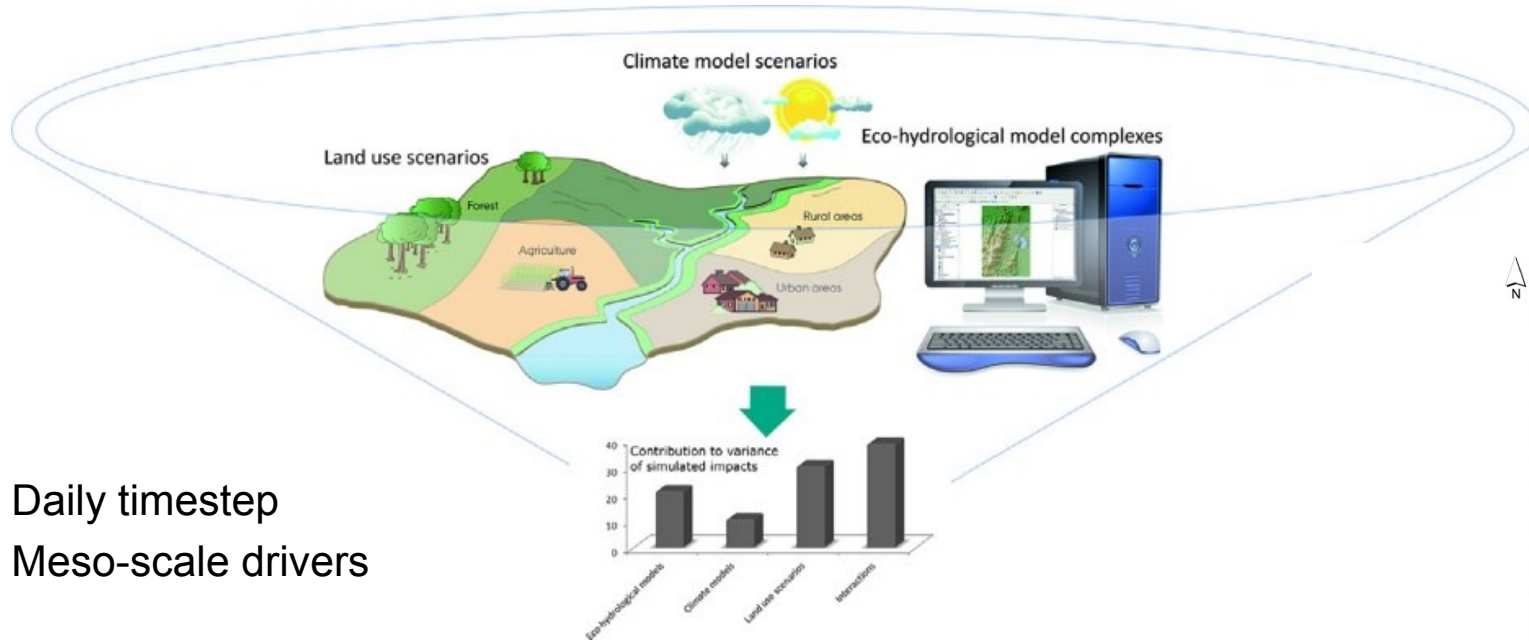 Climate model scenarios
Eco-hydrological model complexes
Land use scenarios
Forest
Rural areas
Agriculture
Urban areas
N
Contribution to variance
of simulated impacts
40
30
20
10
0
Eco-hydrological models
Climate models
Land use scenarios
Interactions
Daily timestep
Meso-scale drivers